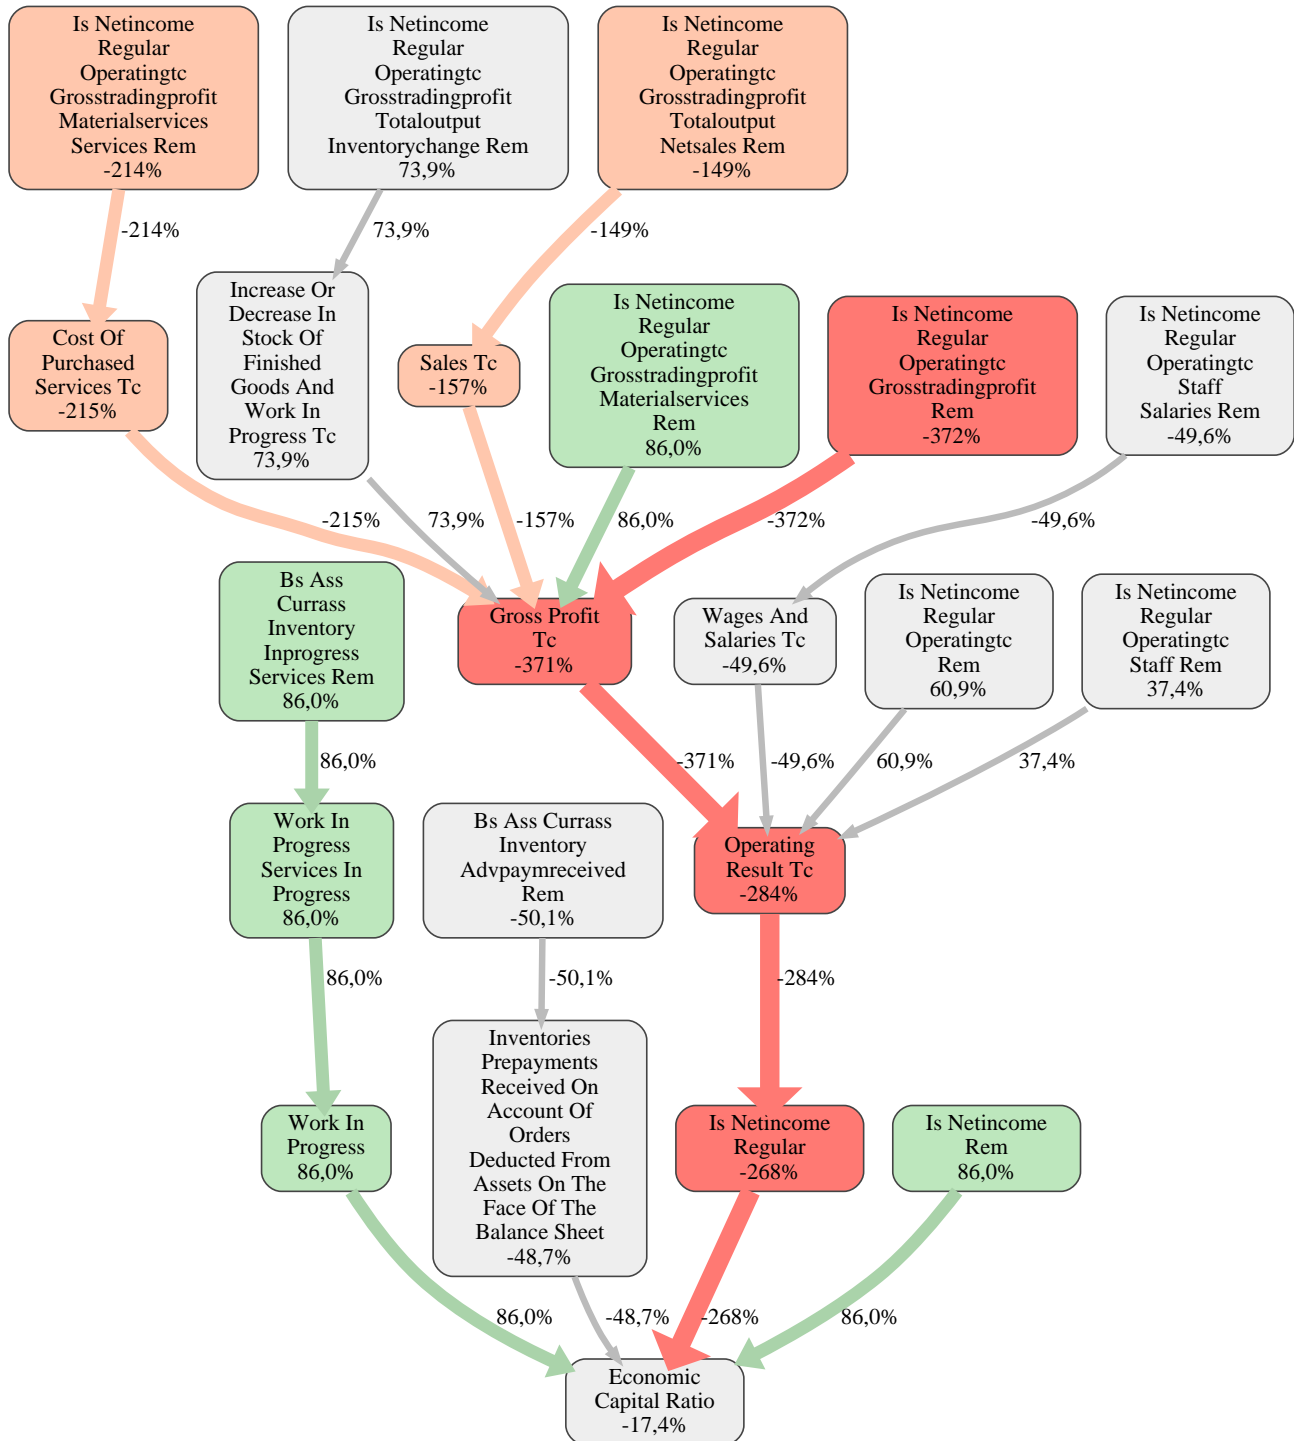 Is Netincome
Regular
Operatingtc
Grosstradingprofit
Materialservices
Services Rem
-214%
Is Netincome
Regular
Operatingtc
Grosstradingprofit
Totaloutput
Inventorychange Rem
73,9%
Is Netincome
Regular
Operatingtc
Grosstradingprofit
Totaloutput
Netsales Rem
-149%
-214%
73,9%
-149%
Cost Of
Purchased
Services Tc
-215%
Increase Or
Decrease In
Stock Of
Finished
Goods And
Work In
Progress Tc
73,9%
Sales Tc
-157%
Is Netincome
Regular
Operatingtc
Grosstradingprofit
Materialservices
Rem
86,0%
Is Netincome
Regular
Operatingtc
Grosstradingprofit
Rem
-372%
Is Netincome
Regular
Operatingtc
Staff
Salaries Rem
-49,6%
-215%
73,9%
-157%
86,0%
-372%
-49,6%
Bs Ass
Currass
Inventory
Inprogress
Services Rem
86,0%
Gross Profit
Tc
-371%
Wages And
Salaries Tc
-49,6%
Is Netincome
Regular
Operatingtc
Rem
60,9%
Is Netincome
Regular
Operatingtc
Staff Rem
37,4%
86,0%
-371%
-49,6%
60,9%
37,4%
Work In
Progress
Services In
Progress
86,0%
Bs Ass Currass
Inventory
Advpaymreceived
Rem
-50,1%
Operating
Result Tc
-284%
86,0%
-50,1%
-284%
Work In
Progress
86,0%
Inventories
Prepayments
Received On
Account Of
Orders
Deducted From
Assets On The
Face Of The
Balance Sheet
-48,7%
Is Netincome
Regular
-268%
Is Netincome
Rem
86,0%
86,0%
-48,7%
-268%
86,0%
Economic
Capital Ratio
-17,4%